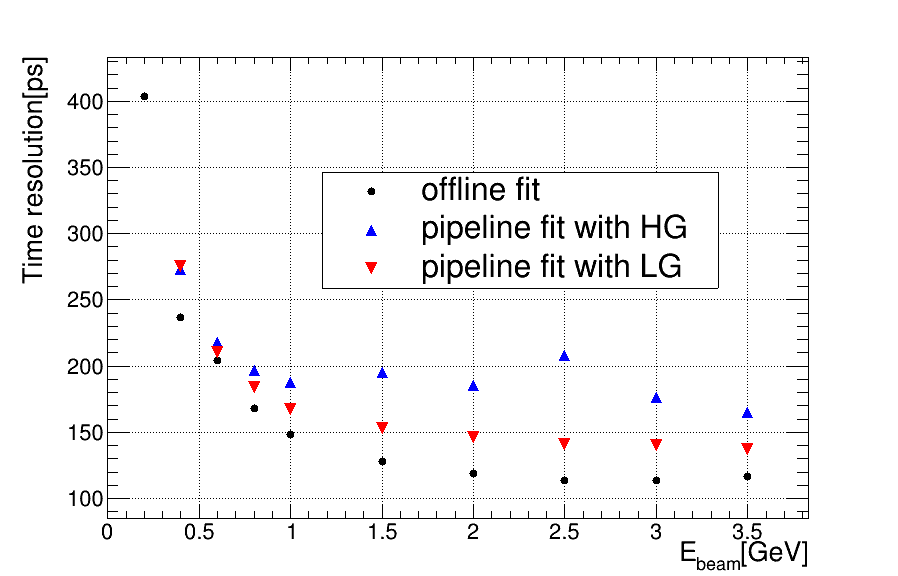 Time resolution[ps]
400
350
300
250
200
150
100
offline fit
pipeline fit with HG
pipeline fit with LG
0 0.5 1 1.5 2 2.5 3 3.5
E_beam[GeV]